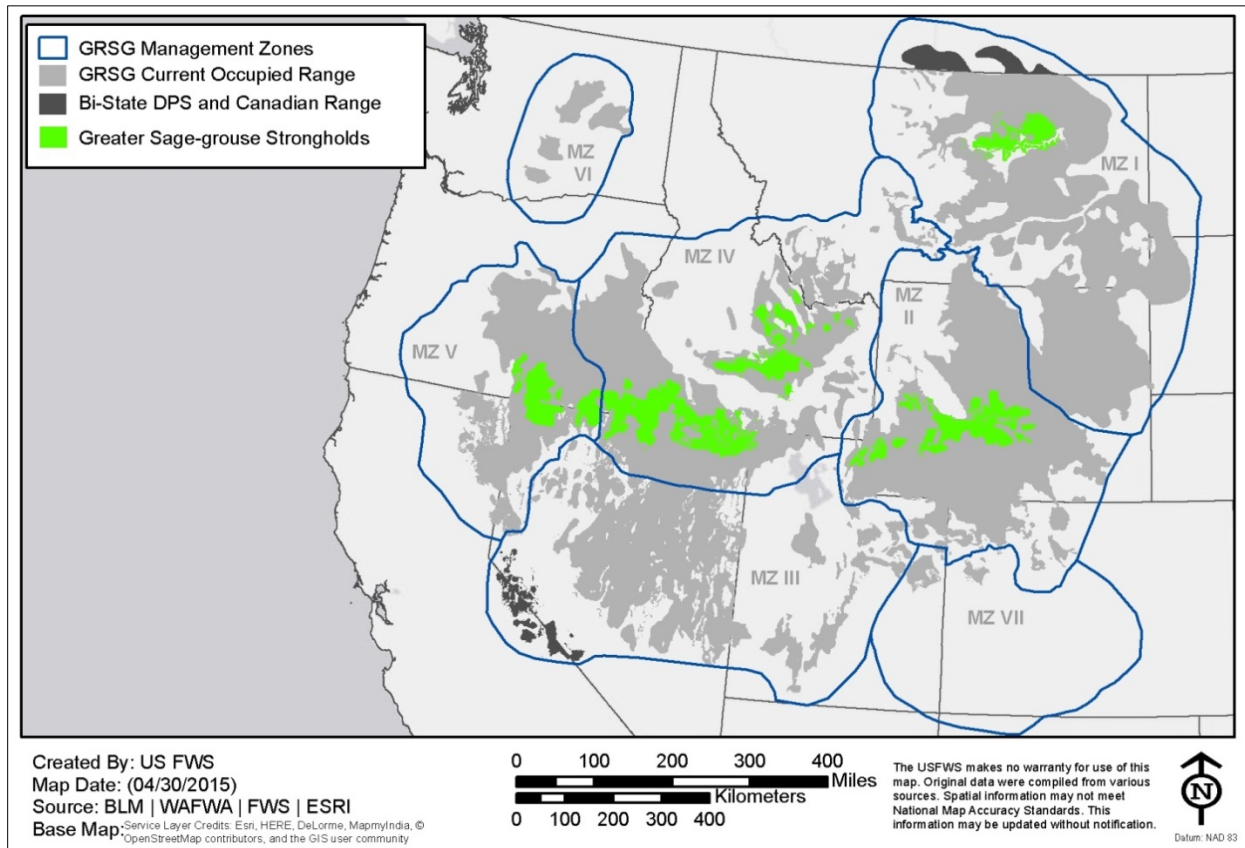 GRSG Management Zones
GRSG Current Occupied Range
Bi-State DPS and Canadian Range
Greater Sage-grouse Strongholds
MZ
VI
MZ I
MZ IV
MZ
II
MZ V
MZ III
MZ VII
Created By: US FWS
Map Date: (04/30/2015)
Source: BLM | WAFWA | FWS | ESRI
Base Map: Service Layer Credits: Esri, HERE, DeLorme, MapmyIndia, ©
OpenStreetMap contributors, and the GIS user community
0 100 200 300 400
Miles
Kilometers
0 100 200 300 400
The USFWS makes no warranty for use of this
map. Original data were compiled from various
sources. Spatial information may not meet
National Map Accuracy Standards. This
information may be updated without notification.
N
Datum: NAD 83